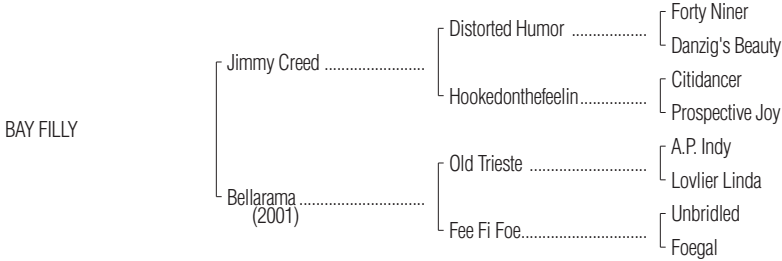 Forty Niner
Distorted Humor ..................
Danzig's Beauty
Jimmy Creed ........................
Citidancer
Hookedonthefeelin................
Prospective Joy
BAY FILLY
A.P. Indy
Old Trieste ............................
Lovlier Linda
Bellarama ..............................
(2001)
Unbridled
Fee Fi Foe..............................
Foegal